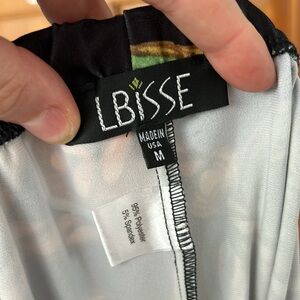 LBISSE
MADE IN
USA
M
95% Polyester
5% Spandex